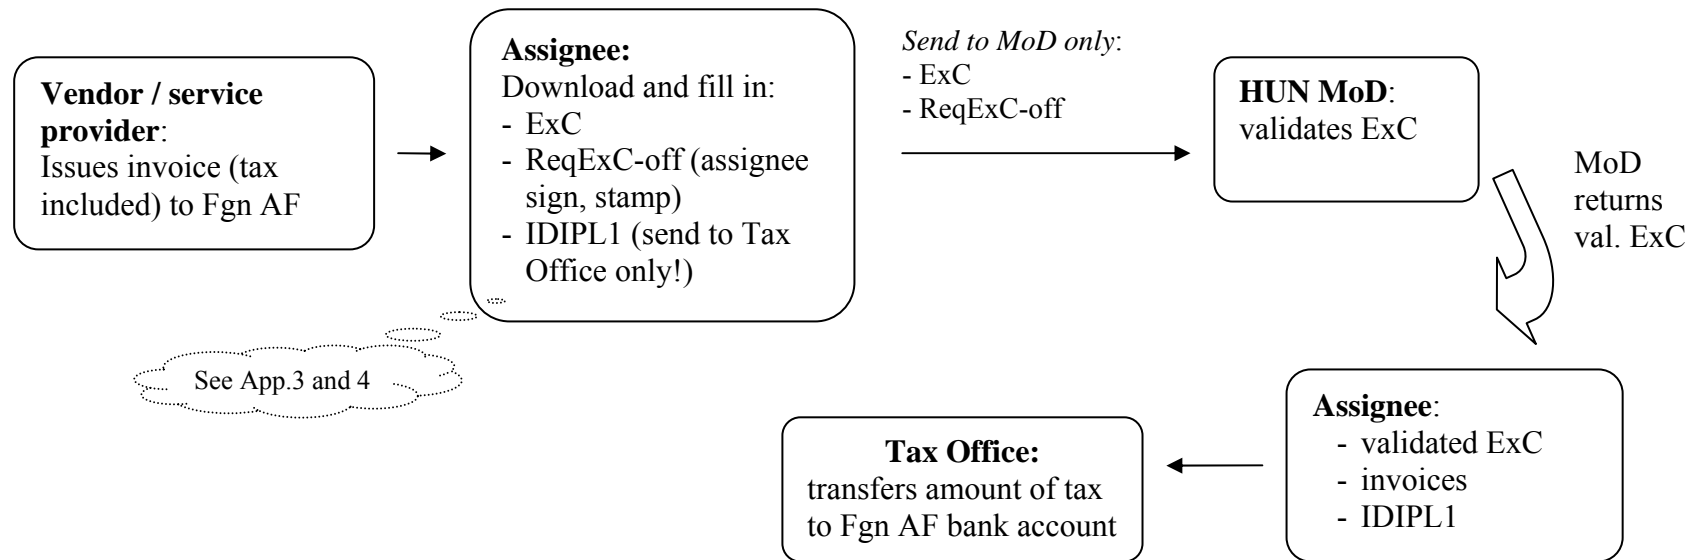 Vendor / service
provider:
Issues invoice (tax
included) to Fgn AF
Assignee:
Download and fill in:
- ExC
- ReqExC-off (assignee
sign, stamp)
- IDIPL1 (send to Tax
Office only!)
See App.3 and 4
Send to MoD only:
- ExC
- ReqExC-off
HUN MoD:
validates ExC
MoD
returns
val. ExC
Assignee:
- validated ExC
- invoices
- IDIPL1
Tax Office:
transfers amount of tax
to Fgn AF bank account